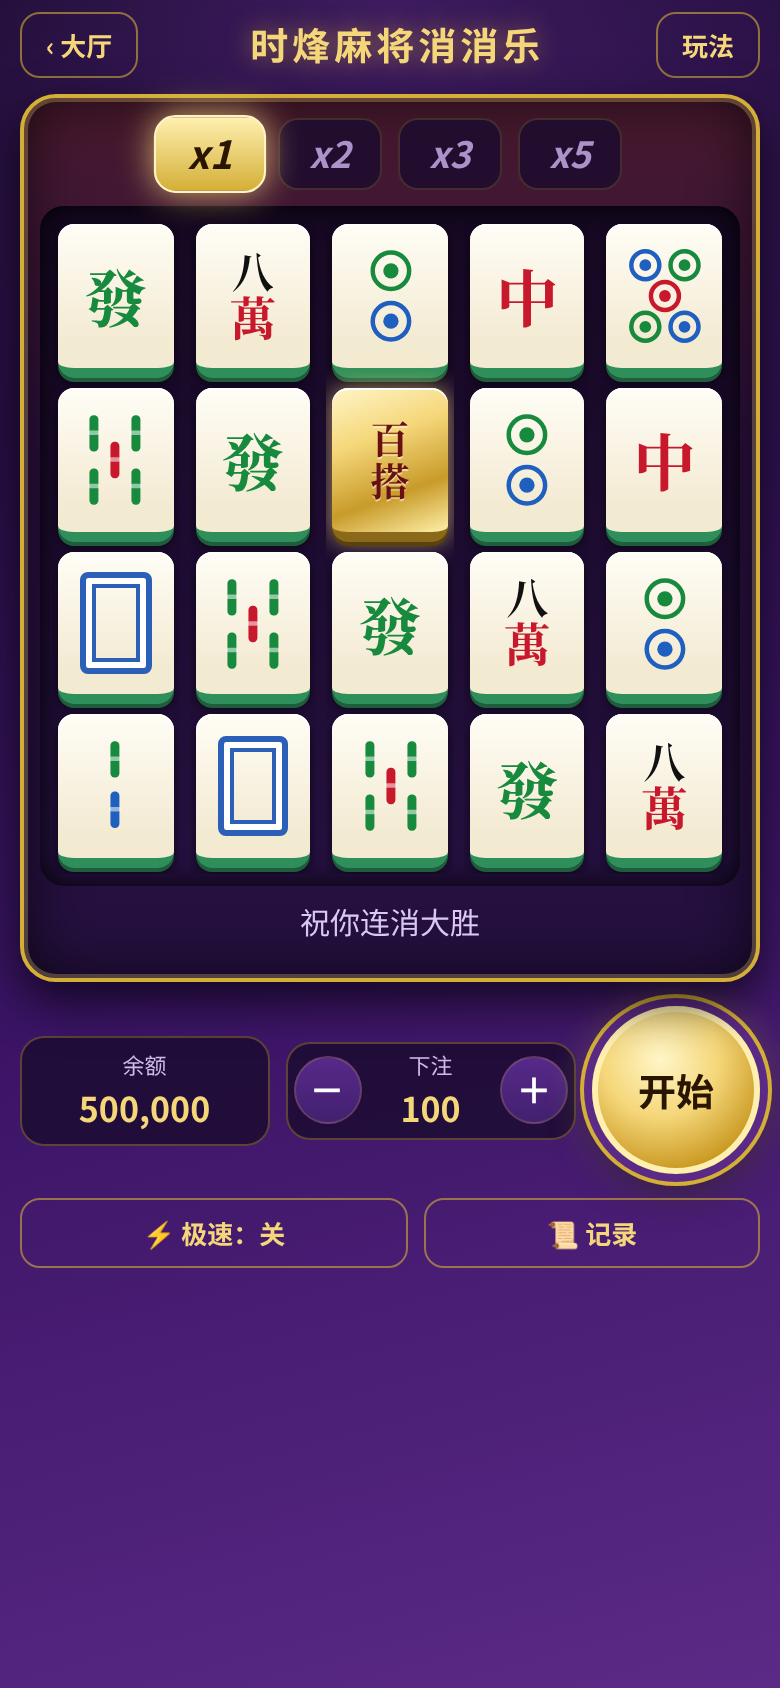 ‹ 大厅
时烽麻将消消乐
玩法
x1
x2
x3
x5
發
八萬
中
發
百搭
中
發
八萬
發
八萬
祝你连消大胜
余额
500,000
− 下注 +
100
开始
⚡ 极速：关
📜 记录